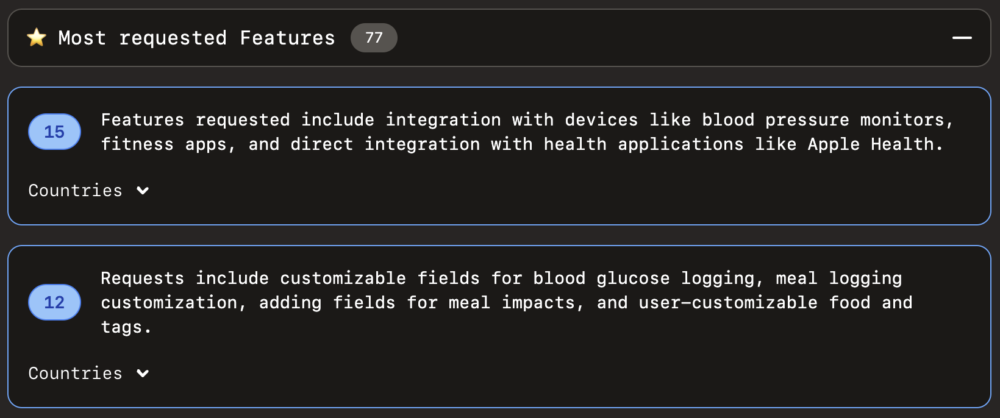 ⭐ Most requested Features 77
15
Features requested include integration with devices like blood pressure monitors,
fitness apps, and direct integration with health applications like Apple Health.
Countries
12
Requests include customizable fields for blood glucose logging, meal logging
customization, adding fields for meal impacts, and user-customizable food and
tags.
Countries